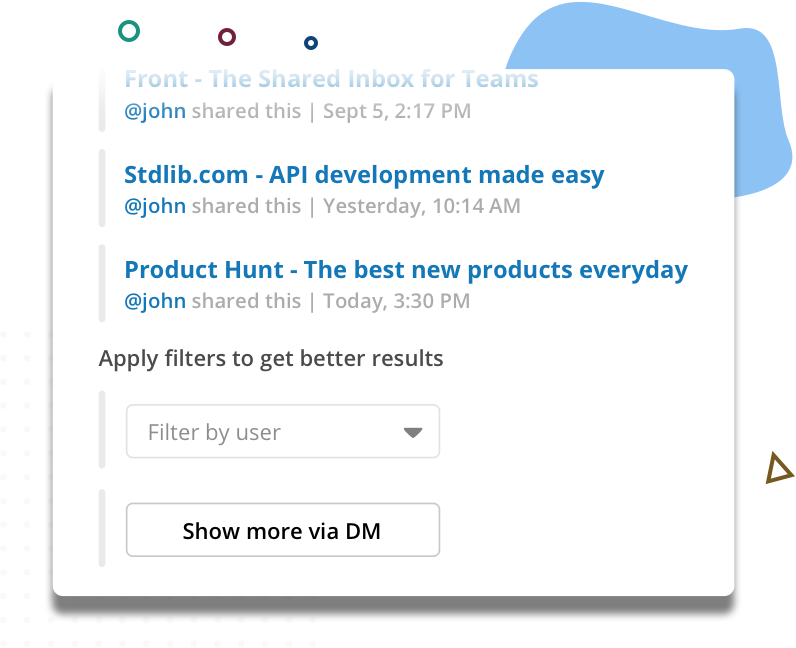 Front - The Shared Inbox for Teams
@john shared this | Sept 5, 2:17 PM
Stdlib.com - API development made easy
@john shared this | Yesterday, 10:14 AM
Product Hunt - The best new products everyday
@john shared this | Today, 3:30 PM
Apply filters to get better results
Filter by user
Show more via DM